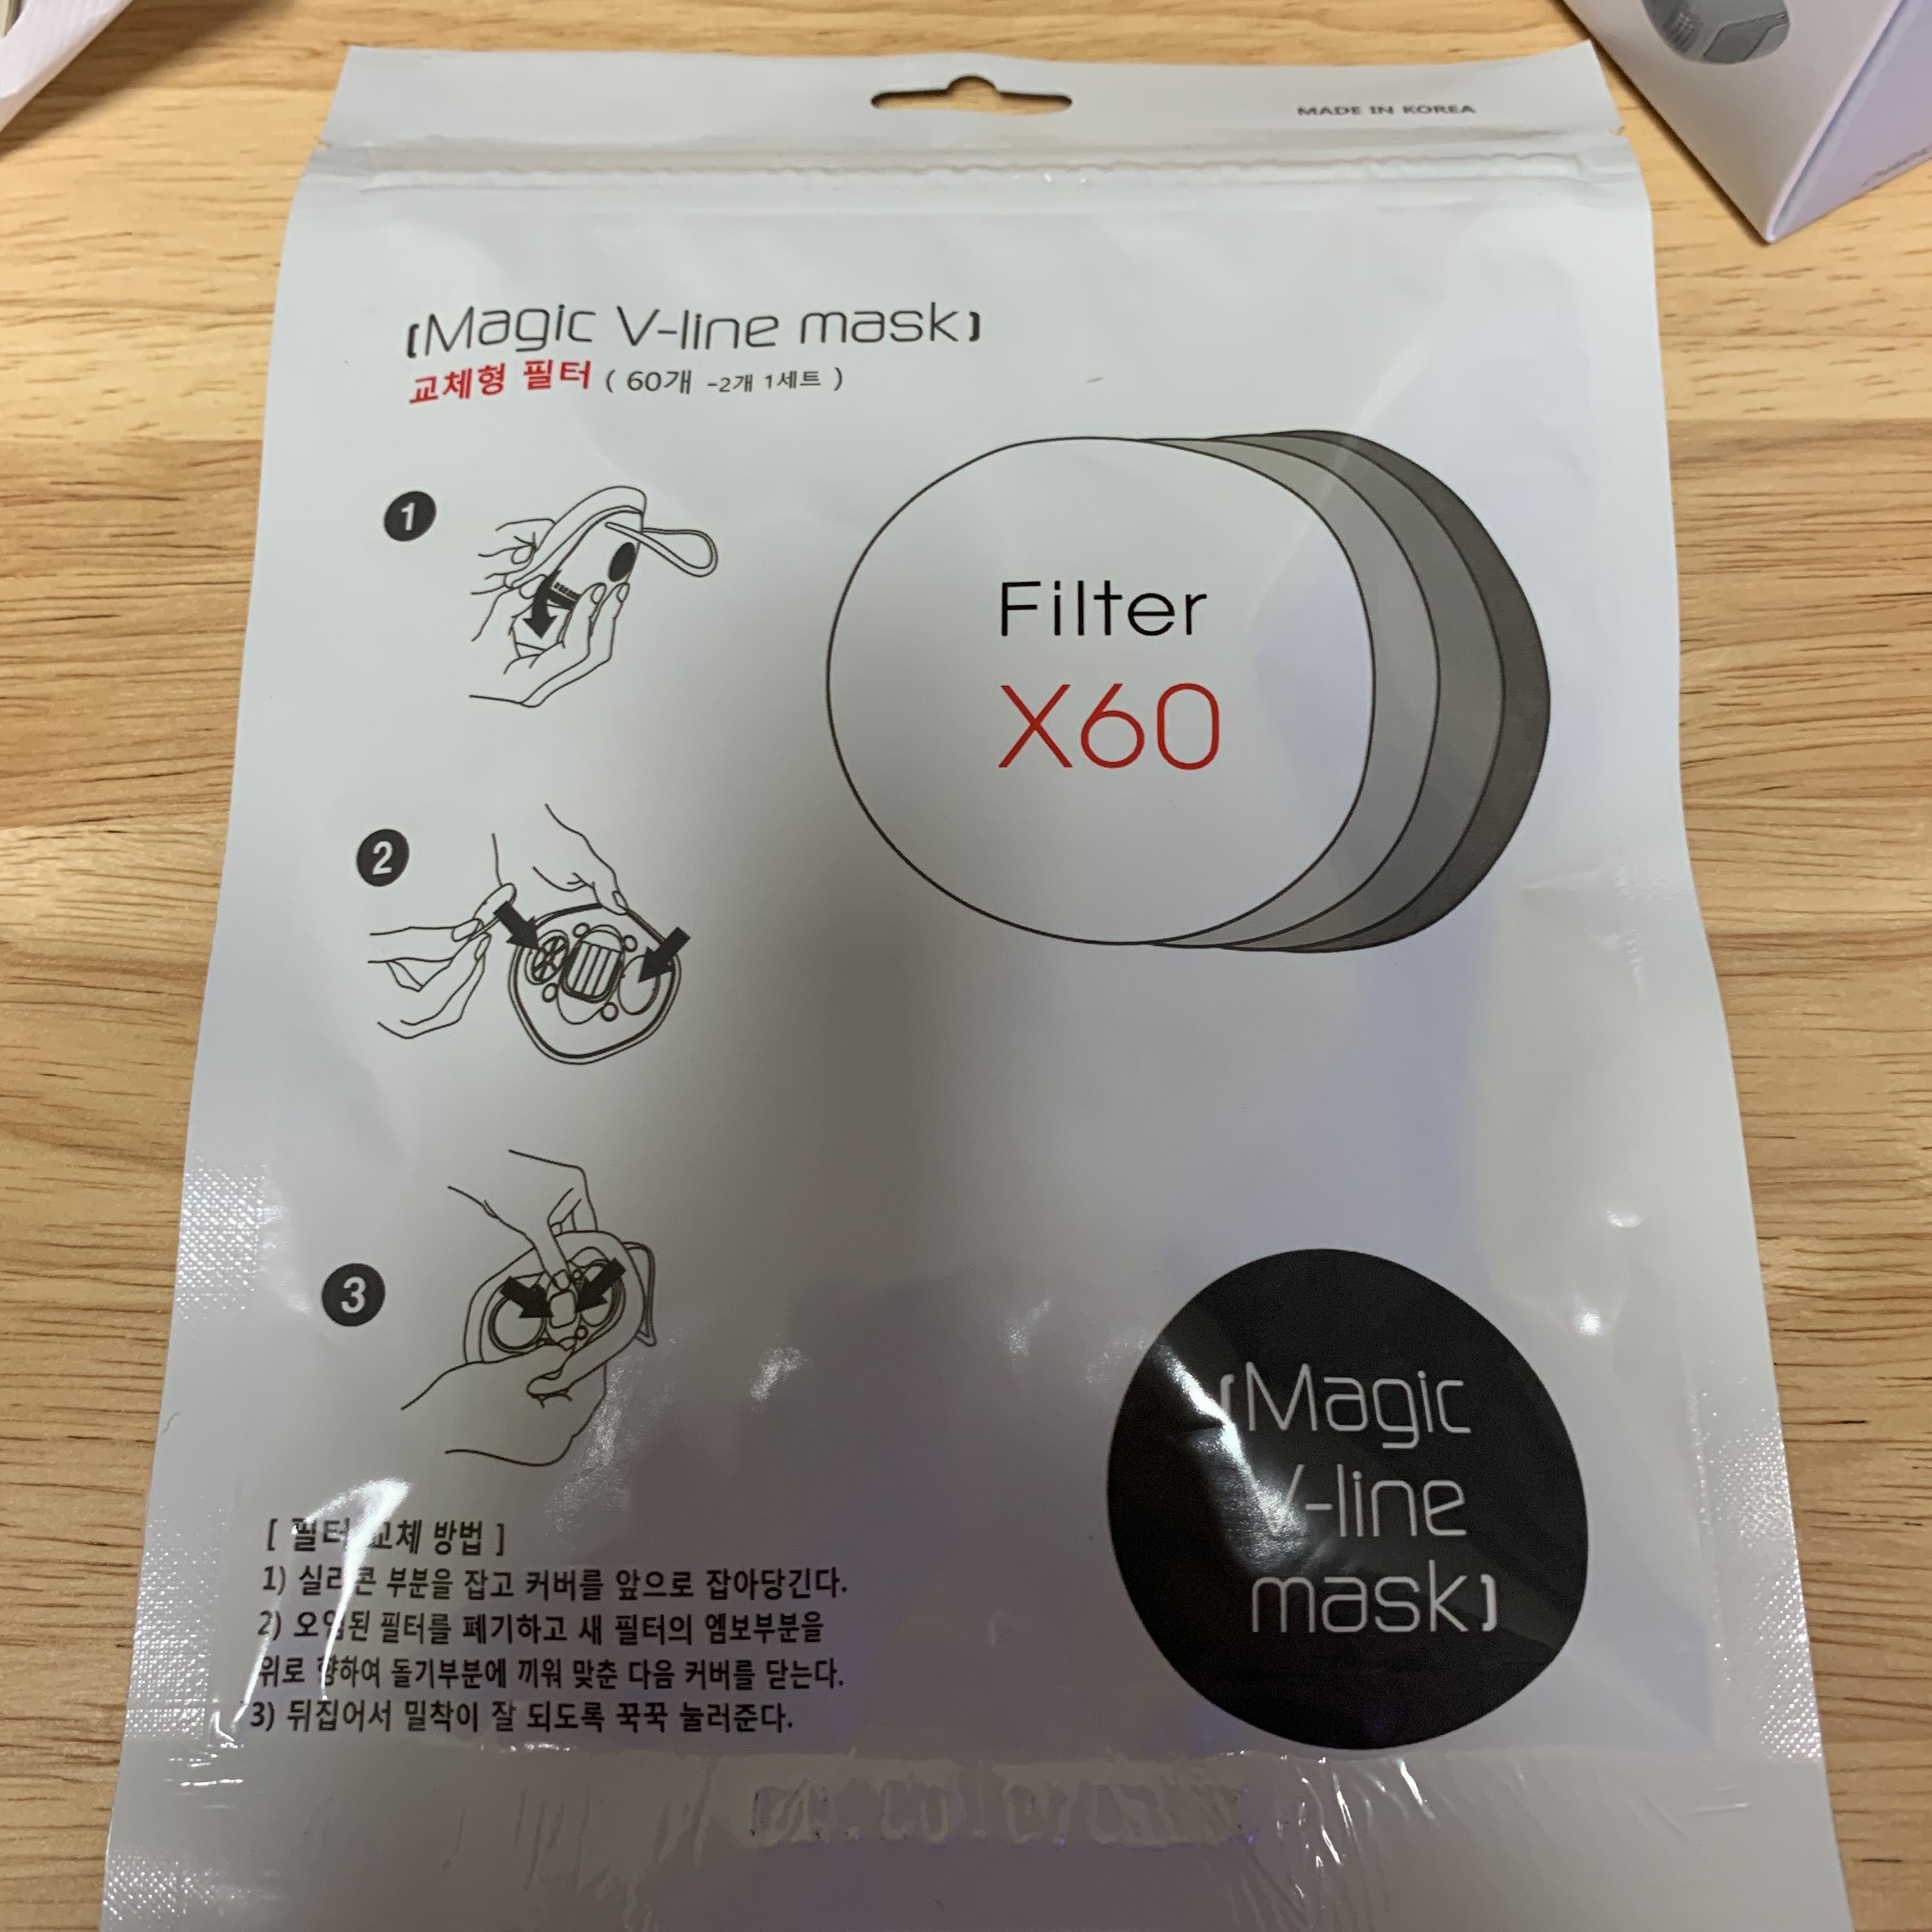 MADE IN KOREA
[Magic V-line mask]
교체형 필터 ( 60개 -2개 1세트 )
1
Filter
X60
2
3
[Magic
V-line
mask]
[ 필터 교체 방법 ]
1) 실리콘 부분을 잡고 커버를 앞으로 잡아당긴다.
2) 오염된 필터를 폐기하고 새 필터의 엠보부분을
위로 향하여 돌기부분에 끼워 맞춘 다음 커버를 닫는다.
3) 뒤집어서 밀착이 잘 되도록 꾹꾹 눌러준다.